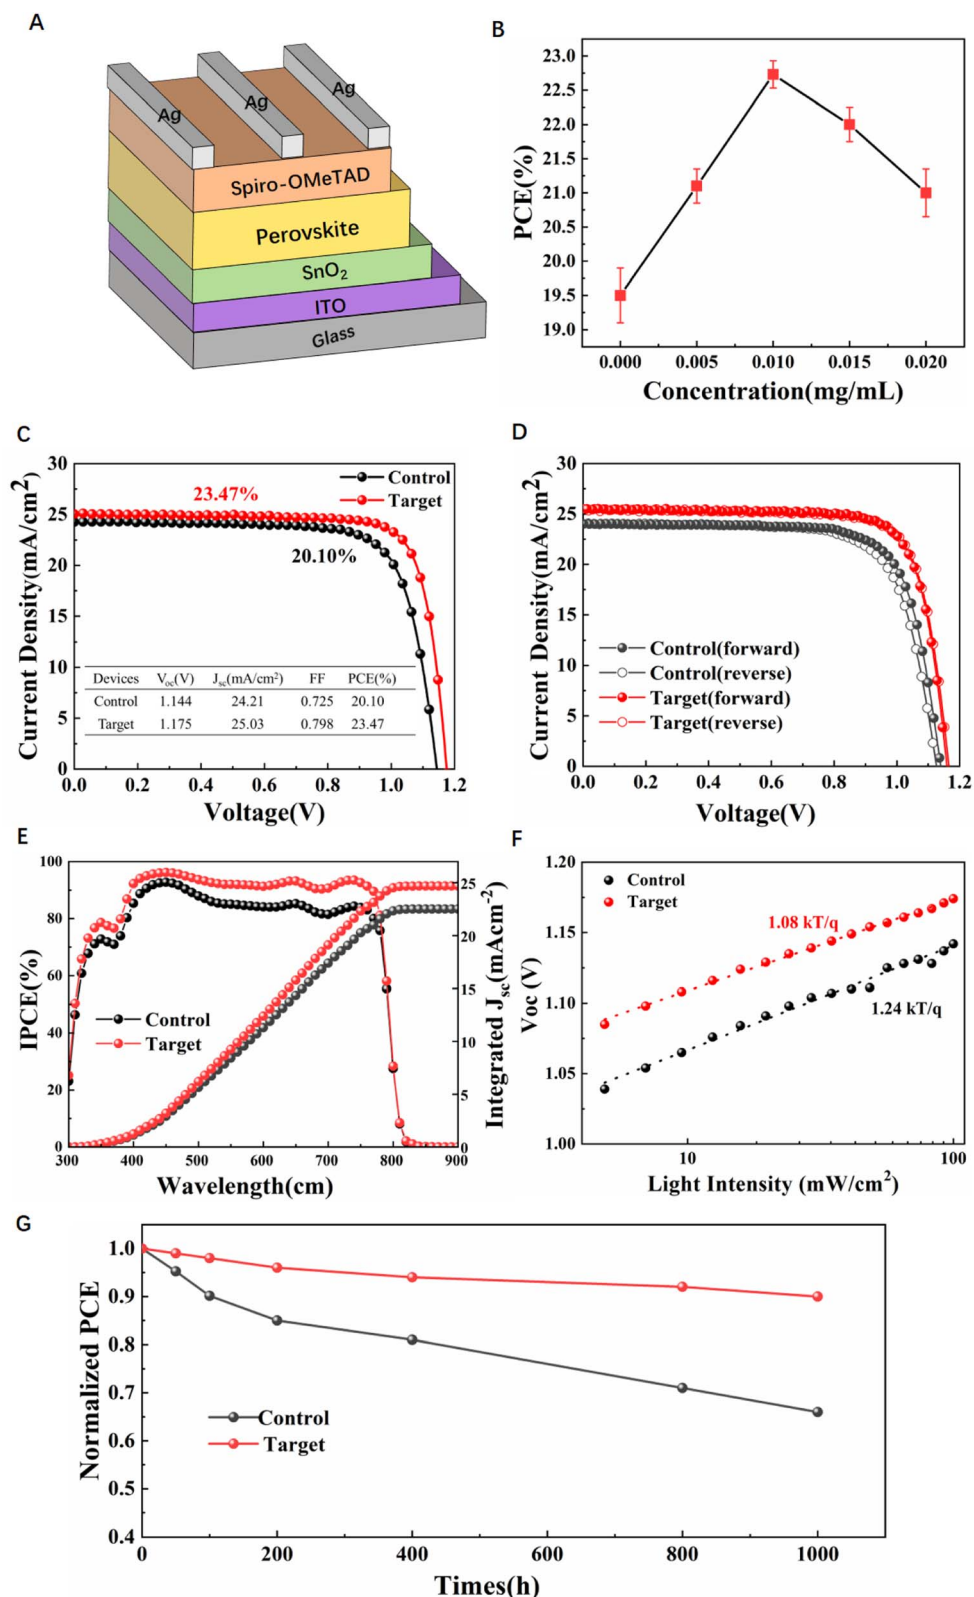 A
Ag
Ag
Ag
Spiro-OMeTAD
Perovskite
SnO₂
ITO
Glass
B
PCE(%)
23.0
22.5
22.0
21.5
21.0
20.5
20.0
19.5
19.0
0.000 0.005 0.010 0.015 0.020
Concentration(mg/mL)
C
Current Density(mA/cm²)
30
25
20
15
10
5
0
Control
Target
23.47%
20.10%
Devices Voc(V) Jsc(mA/cm²) FF PCE(%)
Control 1.144 24.21 0.725 20.10
Target 1.175 25.03 0.798 23.47
0.0 0.2 0.4 0.6 0.8 1.0 1.2
Voltage(V)
D
Current Density(mA/cm²)
30
25
20
15
10
5
0
Control(forward)
Control(reverse)
Target(forward)
Target(reverse)
0.0 0.2 0.4 0.6 0.8 1.0 1.2
Voltage(V)
E
IPCE(%)
100
80
60
40
20
0
Control
Target
25
20
15
10
5
0
Integrated Jsc(mAcm⁻²)
300 400 500 600 700 800 900
Wavelength(cm)
F
Voc (V)
1.20
1.15
1.10
1.05
1.00
Control
Target
1.08 kT/q
1.24 kT/q
10 100
Light Intensity (mW/cm²)
G
Normalized PCE
1.0
0.9
0.8
0.7
0.6
0.5
0.4
Control
Target
0 200 400 600 800 1000
Times(h)